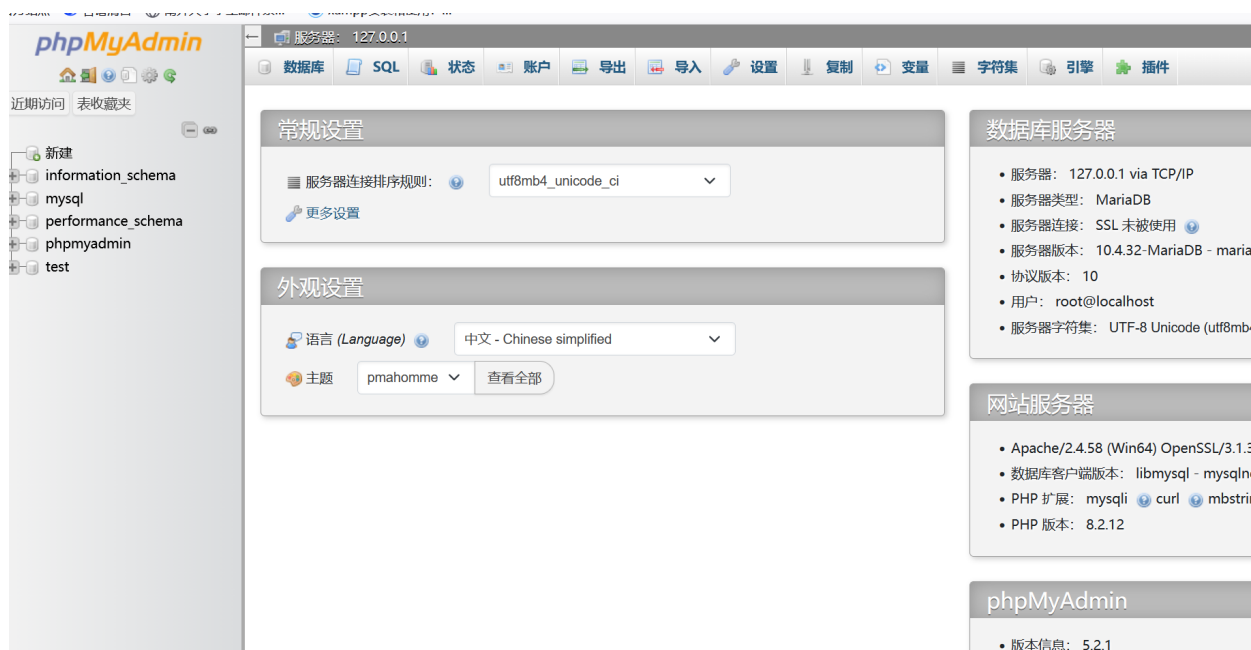 phpMyAdmin
近期访问 表收藏夹
新建
information_schema
mysql
performance_schema
phpmyadmin
test
服务器: 127.0.0.1
数据库 SQL 状态 账户 导出 导入 设置 复制 变量 字符集 引擎 插件
常规设置
服务器连接排序规则: utf8mb4_unicode_ci
更多设置
外观设置
语言 (Language) 中文 - Chinese simplified
主题 pmahomme 查看全部
数据库服务器
• 服务器: 127.0.0.1 via TCP/IP
• 服务器类型: MariaDB
• 服务器连接: SSL 未被使用
• 服务器版本: 10.4.32-MariaDB - maria
• 协议版本: 10
• 用户: root@localhost
• 服务器字符集: UTF-8 Unicode (utf8mb4
网站服务器
• Apache/2.4.58 (Win64) OpenSSL/3.1.3
• 数据库客户端版本: libmysql - mysqln
• PHP 扩展: mysqli curl mbstri
• PHP 版本: 8.2.12
phpMyAdmin
• 版本信息: 5.2.1